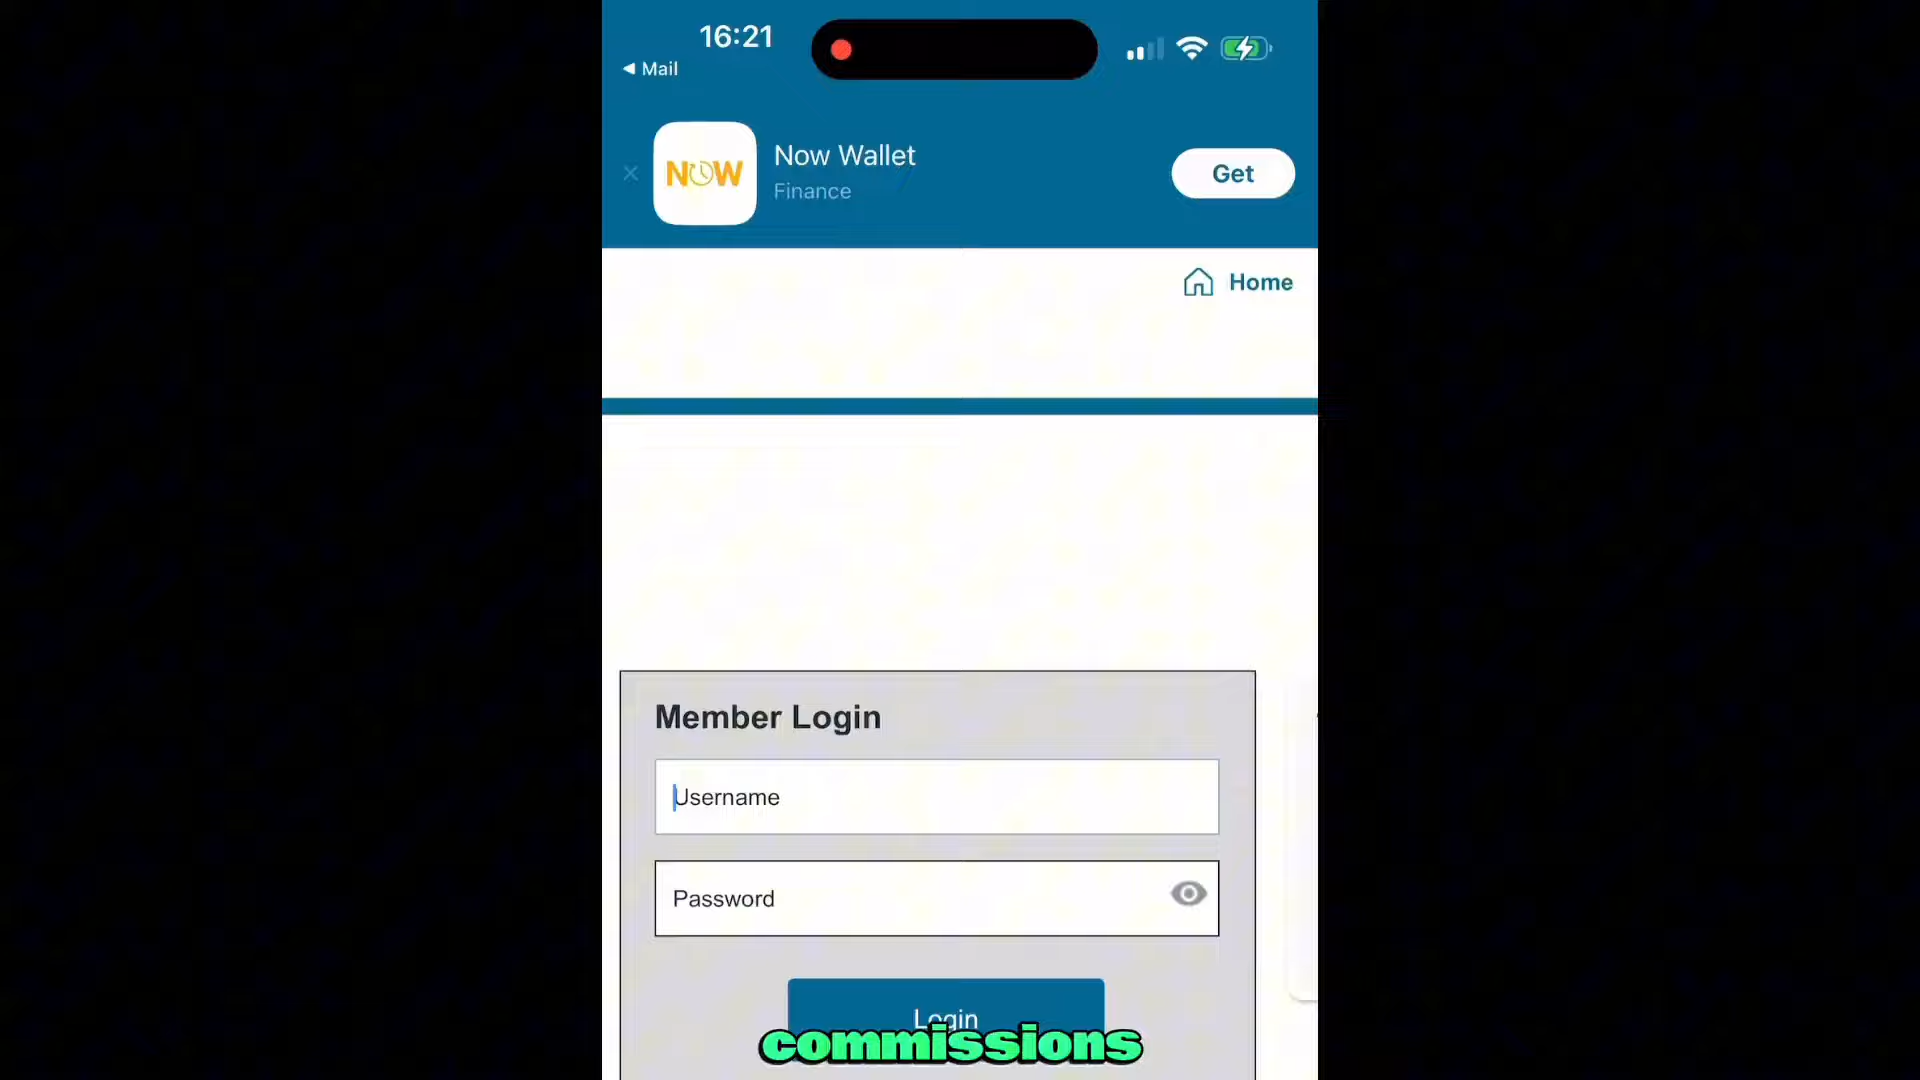 16:21
Mail
NOW
Now Wallet
Finance
Get
Home
Member Login
Username
Password
Login
commissions